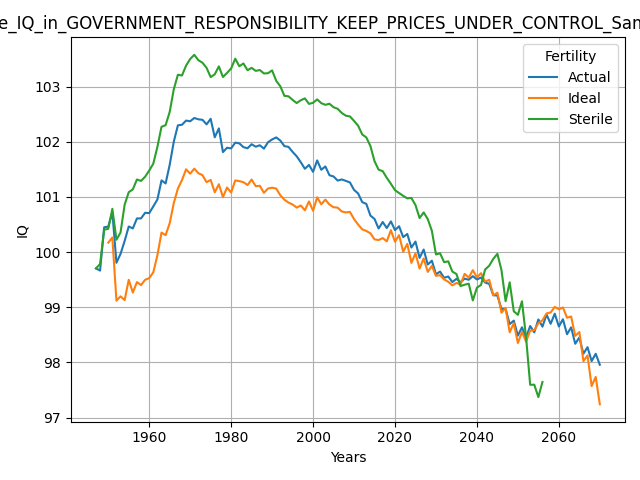 e_IQ_in_GOVERNMENT_RESPONSIBILITY_KEEP_PRICES_UNDER_CONTROL_San
Fertility
Actual
Ideal
Sterile
IQ
103
102
101
100
99
98
97
1960 1980 2000 2020 2040 2060
Years